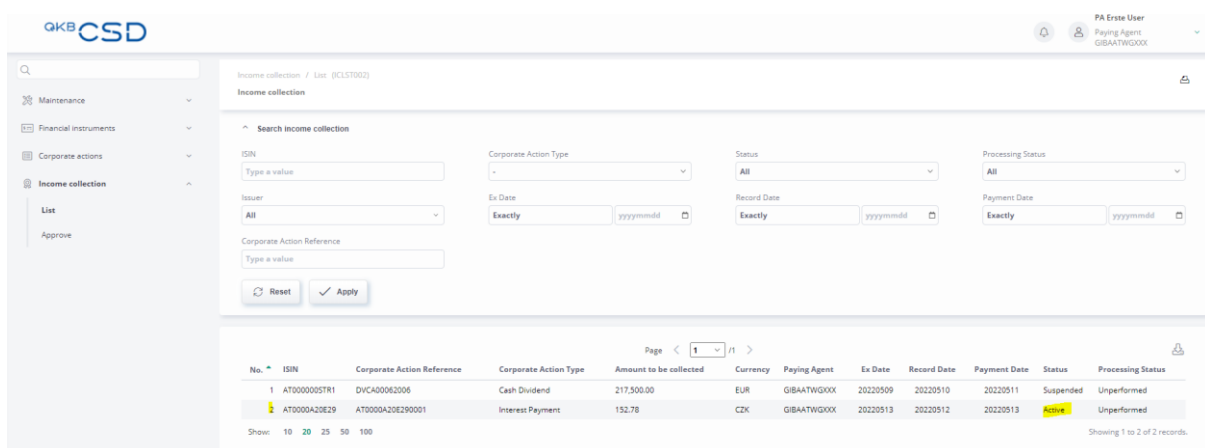 OKB CSD
PA Erste User
Paying Agent
GIBAATWGXXX
Maintenance
Financial instruments
Corporate actions
Income collection
List
Approve
Income collection / List (ICLST002)
Income collection
Search income collection
ISIN Corporate Action Type Status Processing Status
Type a value - All All
Issuer Ex Date Record Date Payment Date
All Exactly yyyymmdd Exactly yyyymmdd Exactly yyyymmdd
Corporate Action Reference
Type a value
Reset Apply
Page 1 /1
No. ISIN Corporate Action Reference Corporate Action Type Amount to be collected Currency Paying Agent Ex Date Record Date Payment Date Status Processing Status
1 AT000000STR1 DVCA00062006 Cash Dividend 217,500.00 EUR GIBAATWGXXX 20220509 20220510 20220511 Suspended Unperformed
2 AT0000A20E29 AT0000A20E290001 Interest Payment 152.78 CZK GIBAATWGXXX 20220513 20220512 20220513 Active Unperformed
Show: 10 20 25 50 100 Showing 1 to 2 of 2 records.